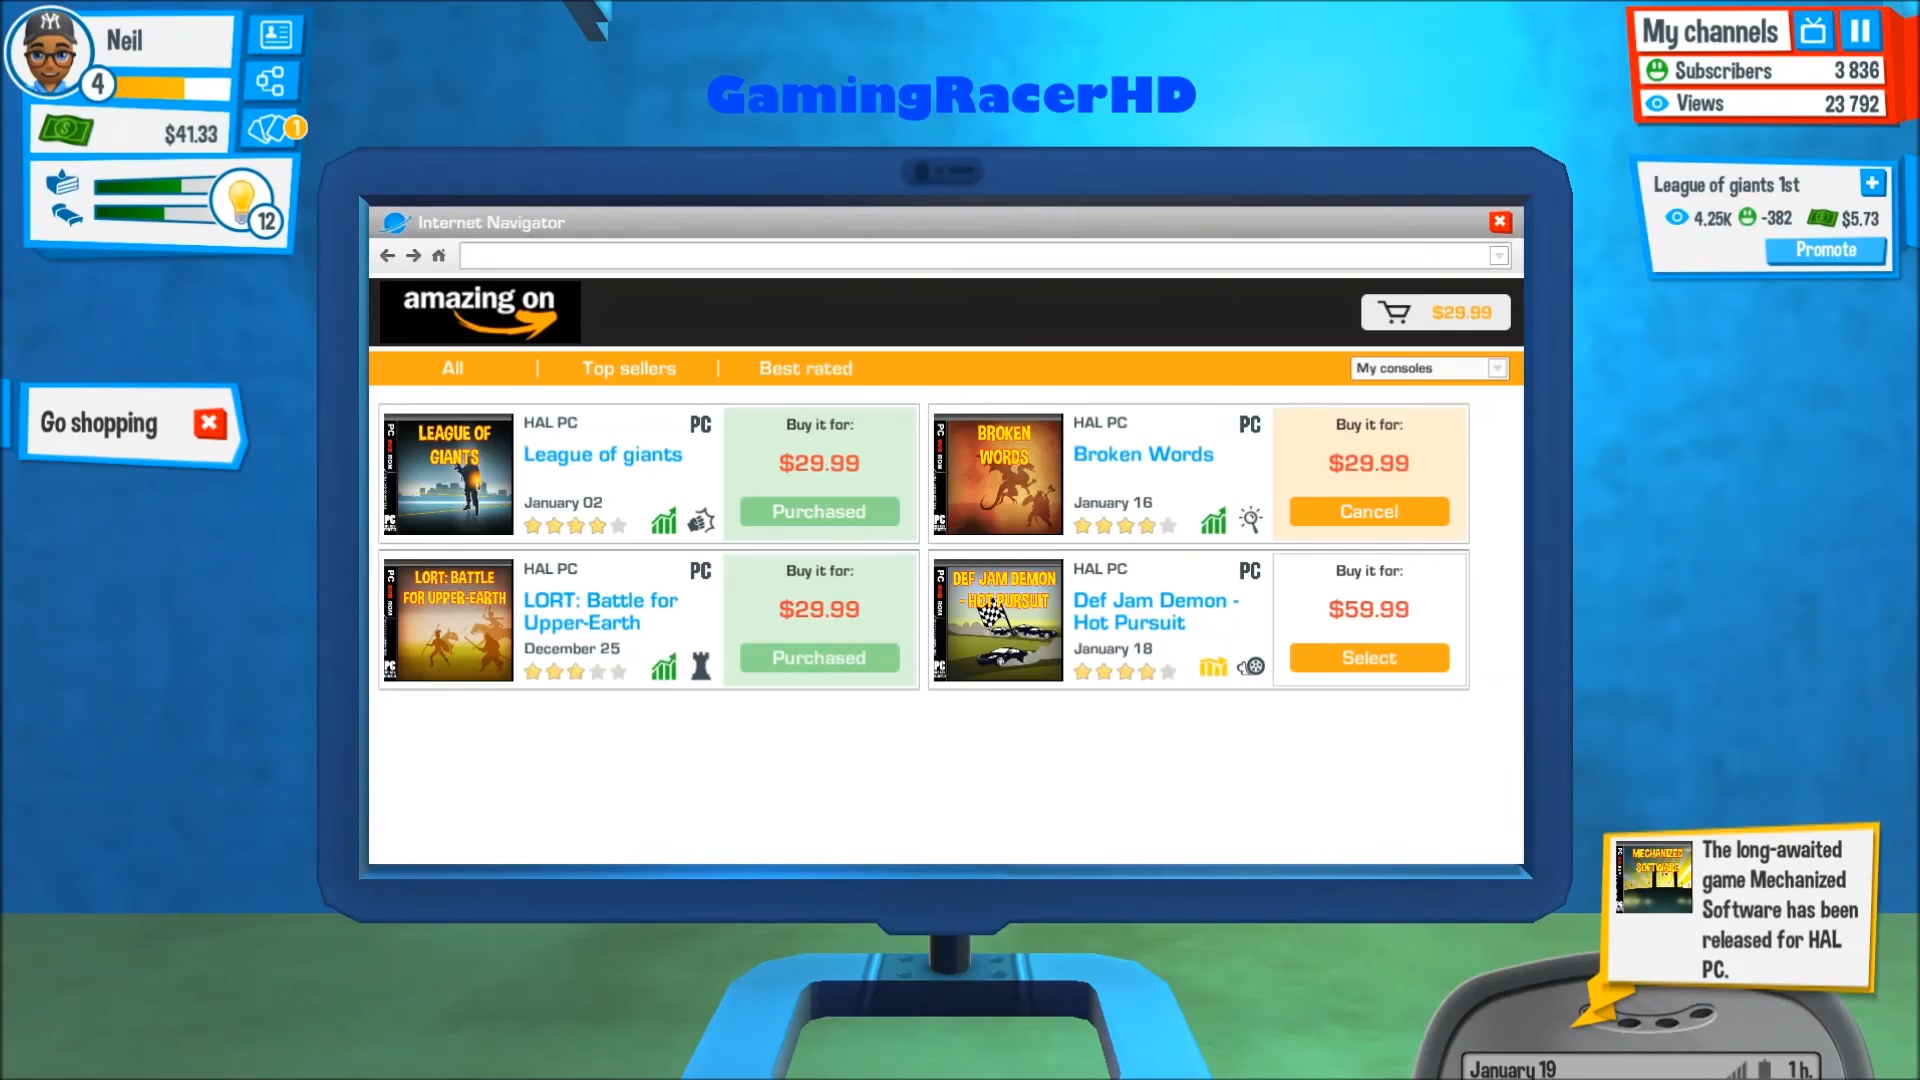 Neil
4
$41.33
1
12
GamingRacerHD
My channels
Subscribers 3 836
Views 23 792
League of giants 1st
4.25K -382 $5.73
Promote
Go shopping
Internet Navigator
amazing on
$29.99
All | Top sellers | Best rated
My consoles
LEAGUE OF
GIANTS
HAL PC PC
League of giants
January 02
Buy it for:
$29.99
Purchased
BROKEN
WORDS
HAL PC PC
Broken Words
January 16
Buy it for:
$29.99
Cancel
LORT: BATTLE
FOR UPPER-EARTH
HAL PC PC
LORT: Battle for
Upper-Earth
December 25
Buy it for:
$29.99
Purchased
DEF JAM DEMON
- HOT PURSUIT
HAL PC PC
Def Jam Demon -
Hot Pursuit
January 18
Buy it for:
$59.99
Select
MECHANIZED
SOFTWARE
The long-awaited
game Mechanized
Software has been
released for HAL
PC.
January 19 1 h.